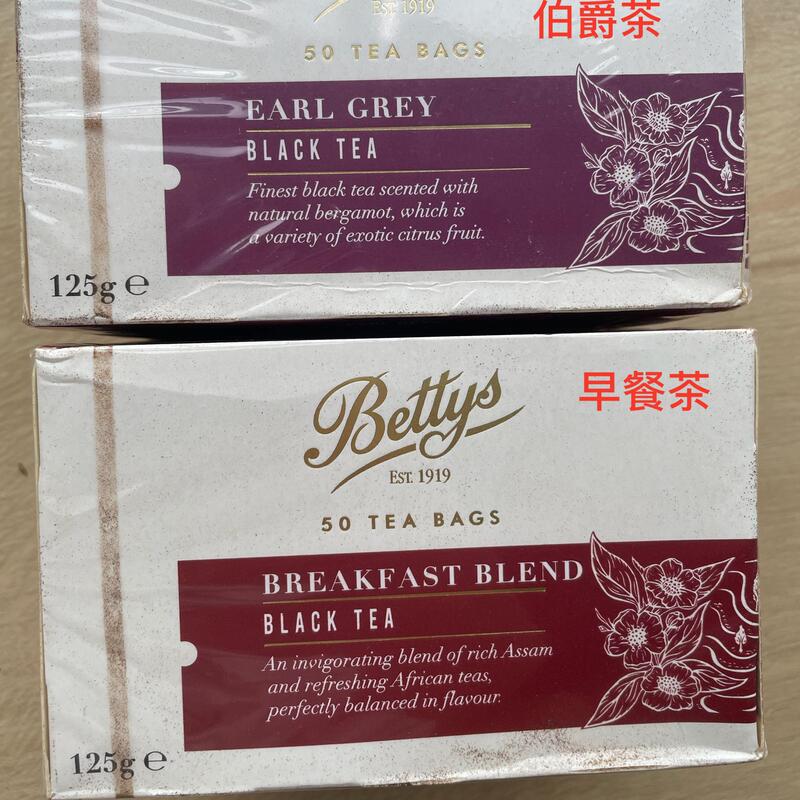 EST 1919
伯爵茶
50 TEA BAGS
EARL GREY
BLACK TEA
Finest black tea scented with
natural bergamot, which is
a variety of exotic citrus fruit.
125g ℮
Bettys
早餐茶
EST. 1919
50 TEA BAGS
BREAKFAST BLEND
BLACK TEA
An invigorating blend of rich Assam
and refreshing African teas,
perfectly balanced in flavour.
125g ℮